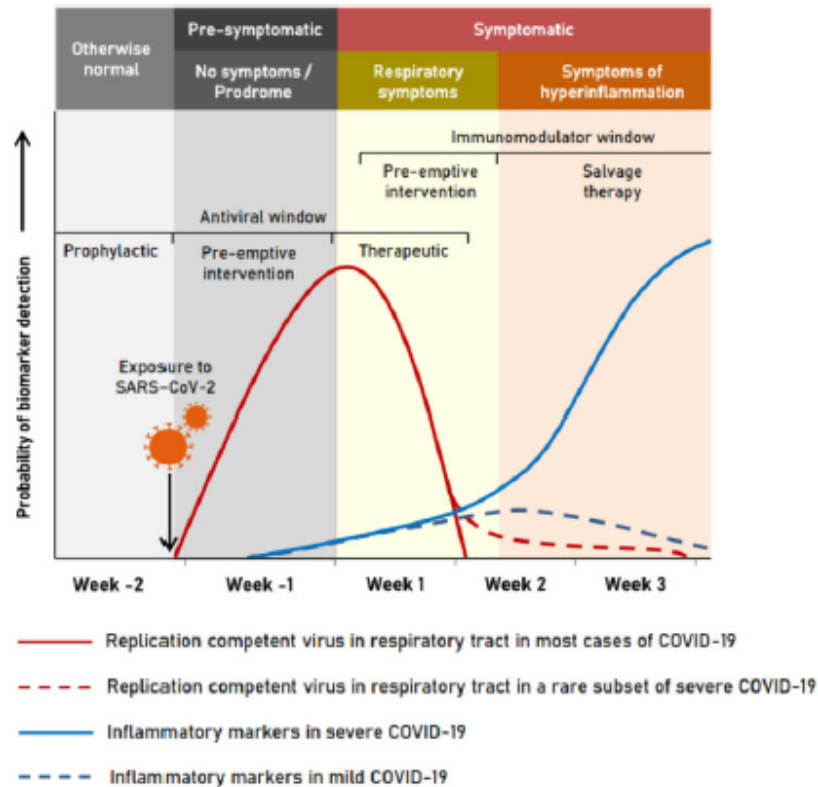 Otherwise
normal
Pre-symptomatic
Symptomatic
No symptoms /
Prodrome
Respiratory
symptoms
Symptoms of
hyperinflammation
Immunomodulator window
Pre-emptive
intervention
Salvage
therapy
Antiviral window
Prophylactic
Pre-emptive
intervention
Therapeutic
Exposure to
SARS-CoV-2
Probability of biomarker detection
Week -2
Week -1
Week 1
Week 2
Week 3
Replication competent virus in respiratory tract in most cases of COVID-19
Replication competent virus in respiratory tract in a rare subset of severe COVID-19
Inflammatory markers in severe COVID-19
Inflammatory markers in mild COVID-19